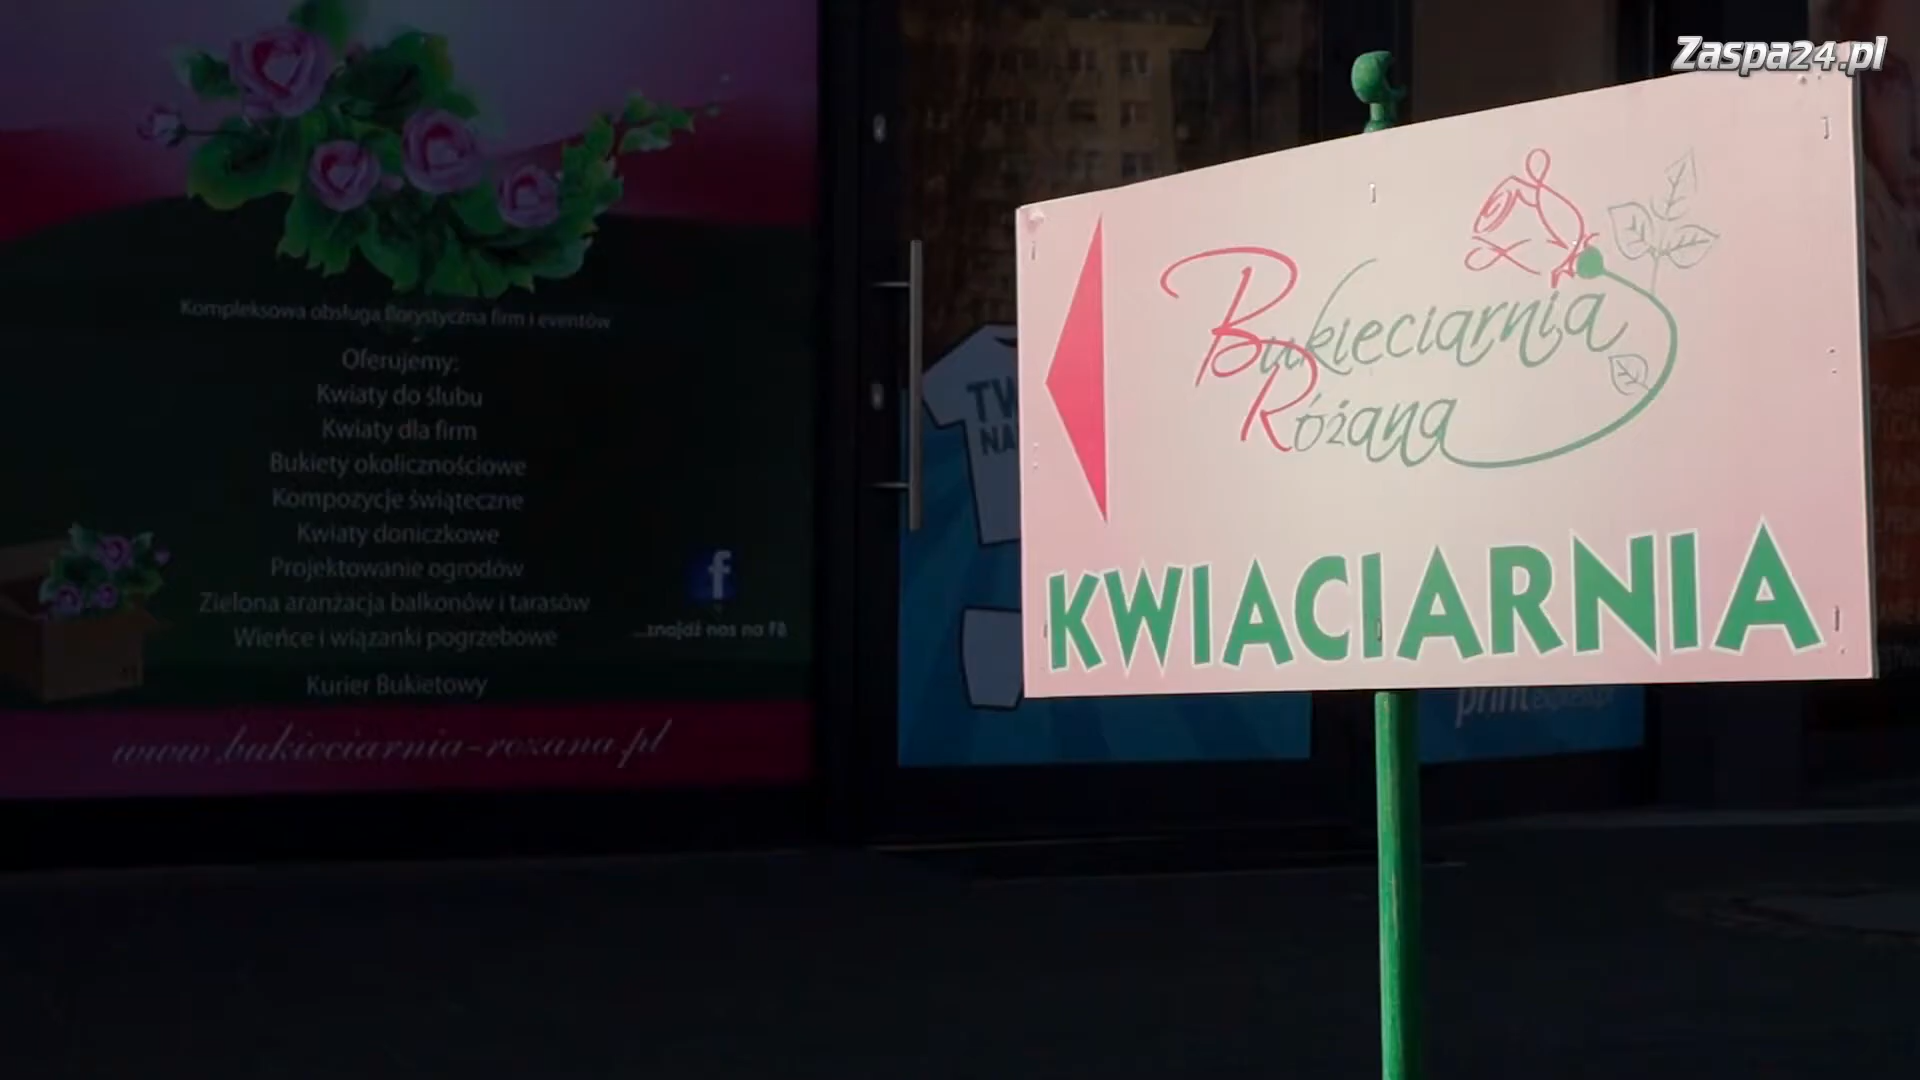 Zaspa24.pl
Kompleksowa obsługa florystyczna firm i eventów
Oferujemy:
Kwiaty do ślubu
Kwiaty dla firm
Bukiety okolicznościowe
Kompozycje świąteczne
Kwiaty doniczkowe
Projektowanie ogrodów
Zielona aranżacja balkonów i tarasów
Wieńce i wiązanki pogrzebowe
Kurier Bukietowy
f
...znajdź nas na FB
www.bukieciarnia-rozana.pl
Bukieciarnia
Różana
KWIACIARNIA
print